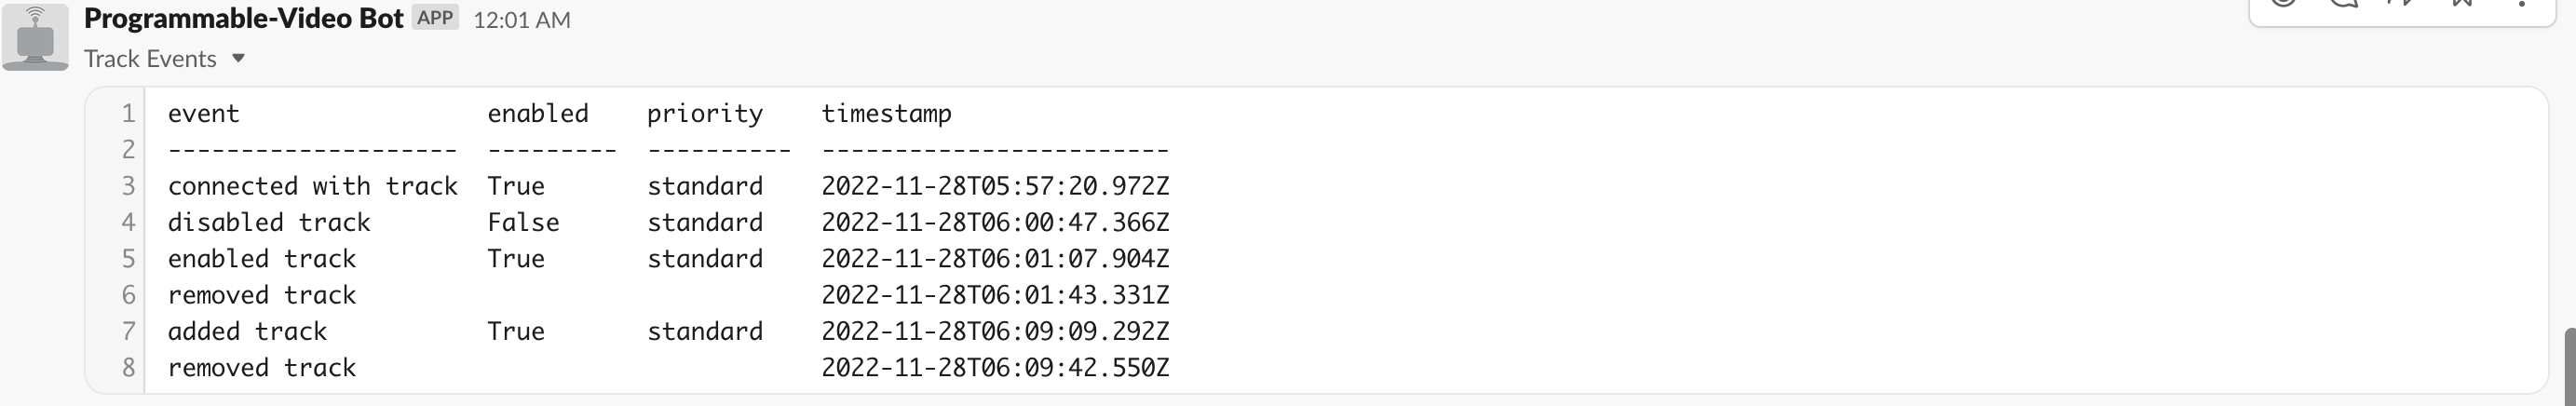 Programmable-Video Bot APP 12:01 AM
Track Events
1 event enabled priority timestamp
2 -------------------- --------- ---------- ------------------------
3 connected with track True standard 2022-11-28T05:57:20.972Z
4 disabled track False standard 2022-11-28T06:00:47.366Z
5 enabled track True standard 2022-11-28T06:01:07.904Z
6 removed track 2022-11-28T06:01:43.331Z
7 added track True standard 2022-11-28T06:09:09.292Z
8 removed track 2022-11-28T06:09:42.550Z